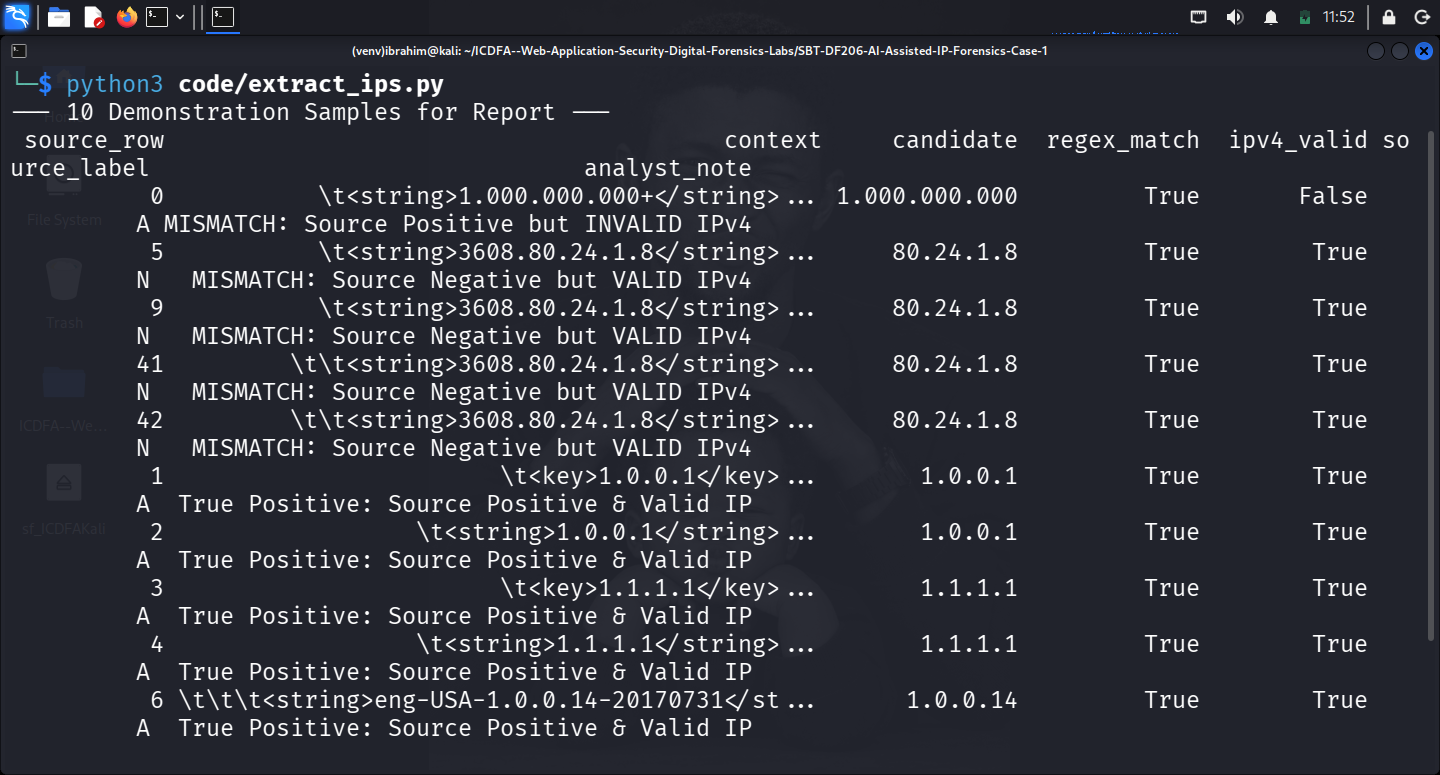 11:52
(venv)ibrahim@kali: ~/ICDFA--Web-Application-Security-Digital-Forensics-Labs/SBT-DF206-AI-Assisted-IP-Forensics-Case-1
└─$ python3 code/extract_ips.py
--- 10 Demonstration Samples for Report ---
source_row context candidate regex_match ipv4_valid so
urce_label analyst_note
0 \t<string>1.000.000.000+</string>... 1.000.000.000 True False
A MISMATCH: Source Positive but INVALID IPv4
5 \t<string>3608.80.24.1.8</string>... 80.24.1.8 True True
N MISMATCH: Source Negative but VALID IPv4
9 \t<string>3608.80.24.1.8</string>... 80.24.1.8 True True
N MISMATCH: Source Negative but VALID IPv4
41 \t\t<string>3608.80.24.1.8</string>... 80.24.1.8 True True
N MISMATCH: Source Negative but VALID IPv4
42 \t\t<string>3608.80.24.1.8</string>... 80.24.1.8 True True
N MISMATCH: Source Negative but VALID IPv4
1 \t<key>1.0.0.1</key>... 1.0.0.1 True True
A True Positive: Source Positive & Valid IP
2 \t<string>1.0.0.1</string>... 1.0.0.1 True True
A True Positive: Source Positive & Valid IP
3 \t<key>1.1.1.1</key>... 1.1.1.1 True True
A True Positive: Source Positive & Valid IP
4 \t<string>1.1.1.1</string>... 1.1.1.1 True True
A True Positive: Source Positive & Valid IP
6 \t\t\t<string>eng-USA-1.0.0.14-20170731</st... 1.0.0.14 True True
A True Positive: Source Positive & Valid IP
File System
Trash
ICDFA--We...
sf_ICDFAKali